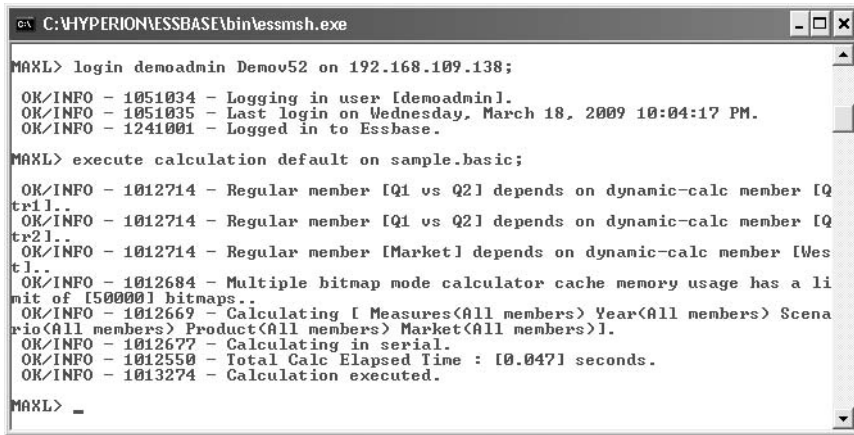 C:\HYPERION\ESSBASE\bin\essmsh.exe
MAXL> login demoadmin Demov52 on 192.168.109.138;
OK/INFO - 1051034 - Logging in user [demoadmin].
OK/INFO - 1051035 - Last login on Wednesday, March 18, 2009 10:04:17 PM.
OK/INFO - 1241001 - Logged in to Essbase.
MAXL> execute calculation default on sample.basic;
OK/INFO - 1012714 - Regular member [Q1 vs Q2] depends on dynamic-calc member [Q
tr1]..
OK/INFO - 1012714 - Regular member [Q1 vs Q2] depends on dynamic-calc member [Q
tr2]..
OK/INFO - 1012714 - Regular member [Market] depends on dynamic-calc member [Wes
t]..
OK/INFO - 1012684 - Multiple bitmap mode calculator cache memory usage has a li
mit of [50000] bitmaps..
OK/INFO - 1012669 - Calculating [ Measures(All members) Year(All members) Scena
rio(All members) Product(All members) Market(All members)].
OK/INFO - 1012677 - Calculating in serial.
OK/INFO - 1012550 - Total Calc Elapsed Time : [0.047] seconds.
OK/INFO - 1013274 - Calculation executed.
MAXL> _